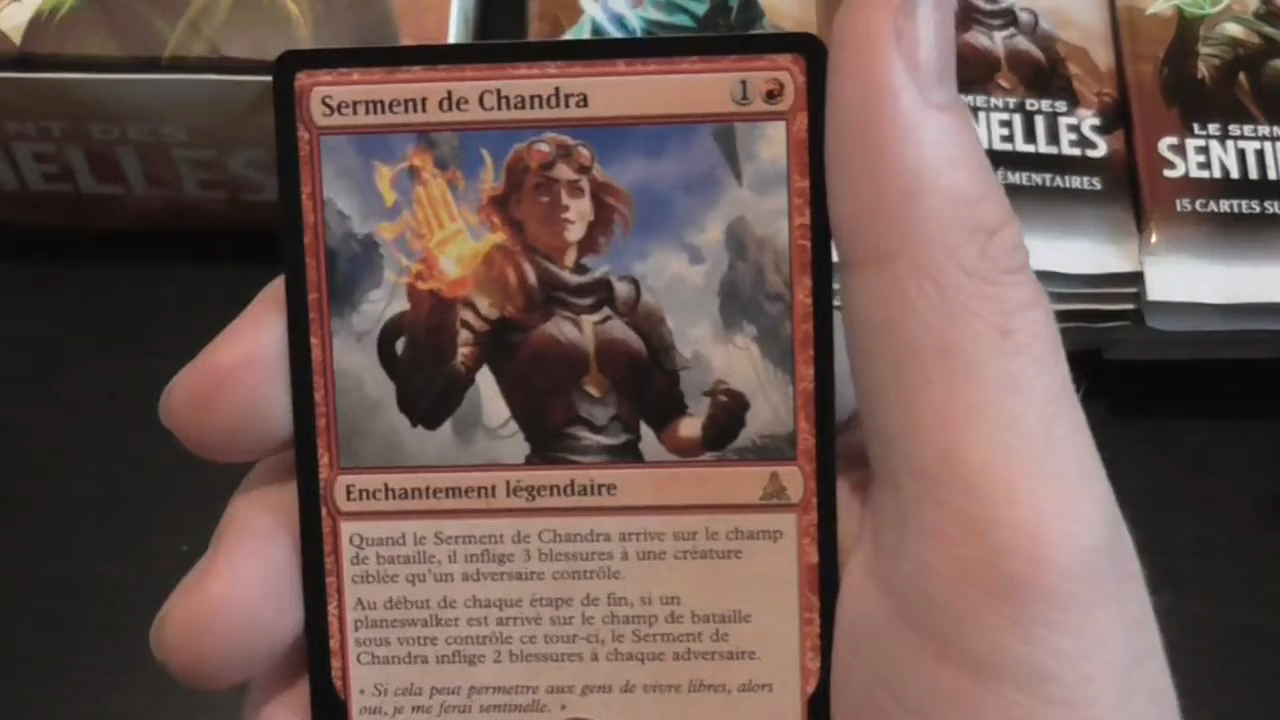 Serment de Chandra 1
Enchantement légendaire
Quand le Serment de Chandra arrive sur le champ
de bataille, il inflige 3 blessures à une créature
ciblée qu'un adversaire contrôle.
Au début de chaque étape de fin, si un
planeswalker est arrivé sur le champ de bataille
sous votre contrôle ce tour-ci, le Serment de
Chandra inflige 2 blessures à chaque adversaire.
« Si cela peut permettre aux gens de vivre libres, alors
oui, je me ferai sentinelle. »
NT DES
NELLES
MENT DES
NELLES
ÉMENTAIRES
LE SERM
SENTI
15 CARTES SU